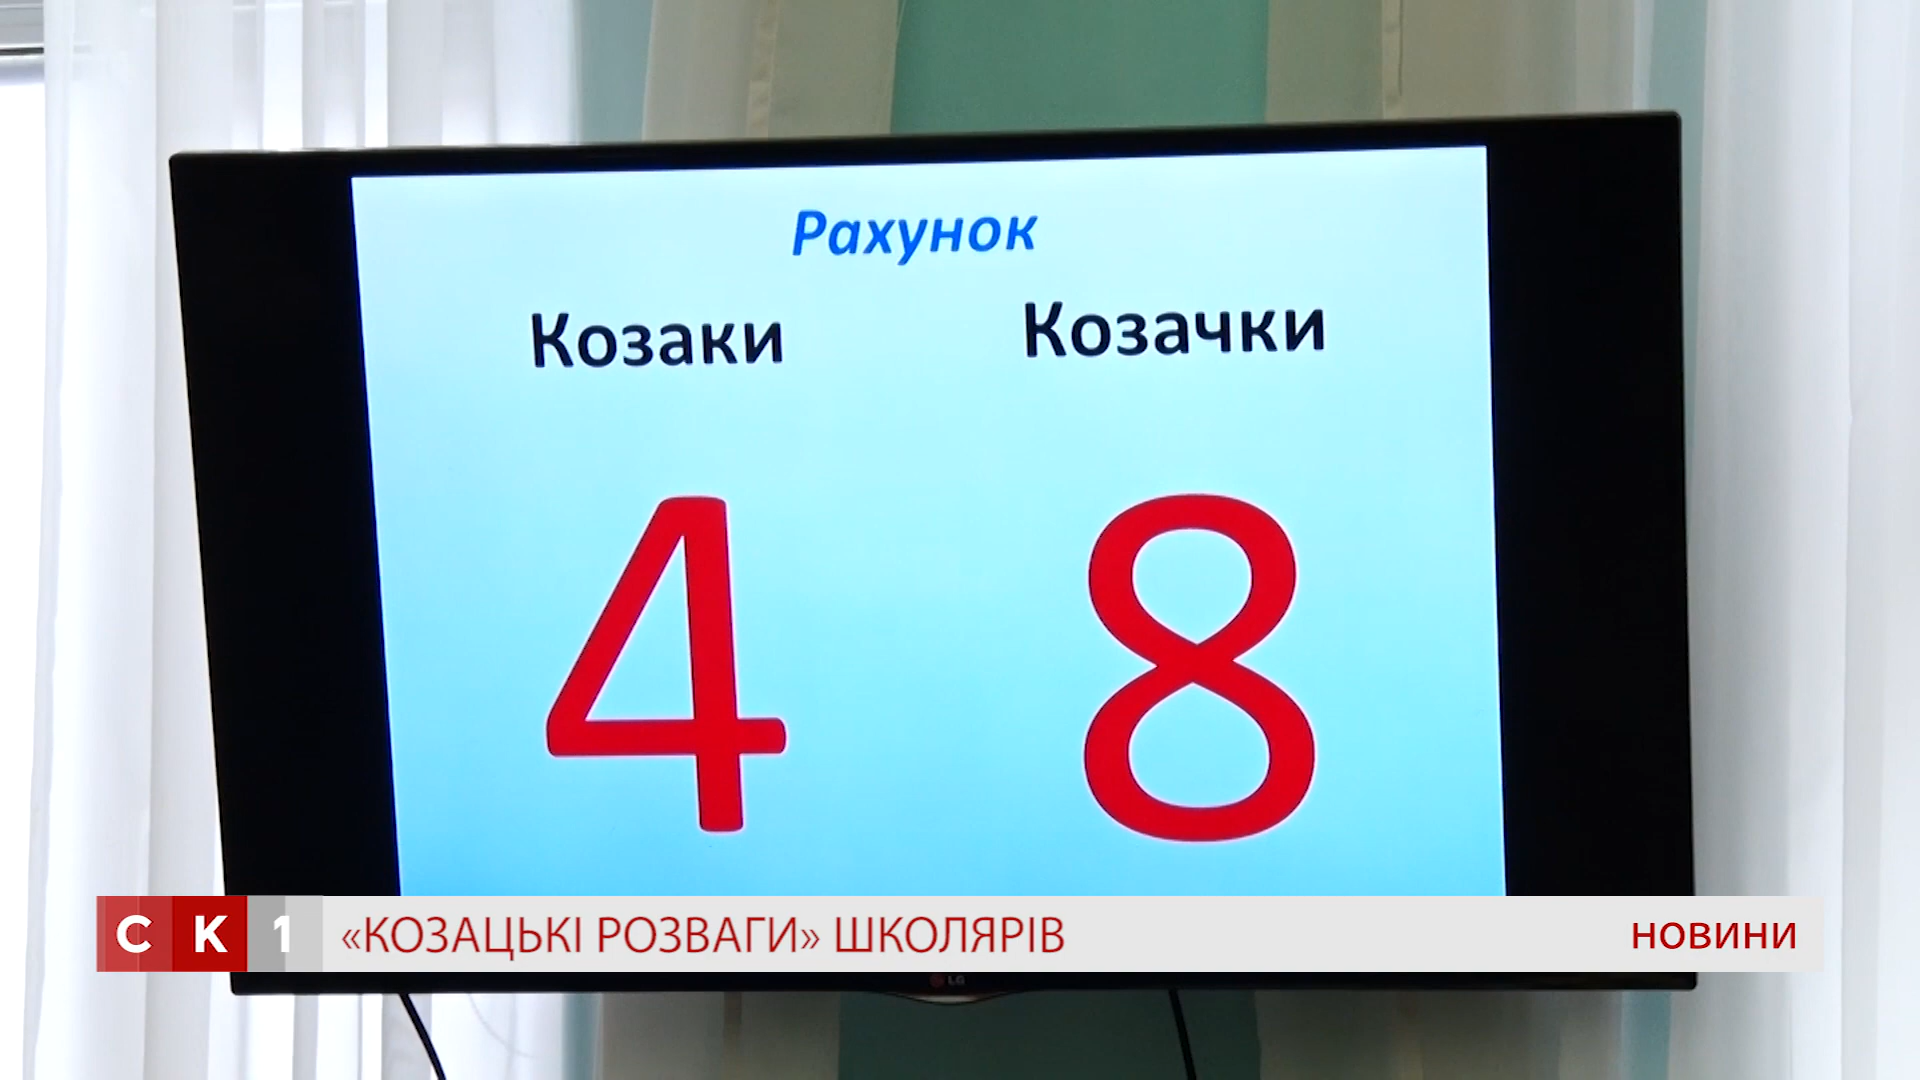 Рахунок
Козаки Козачки
4 8
СК1 «КОЗАЦЬКІ РОЗВАГИ» ШКОЛЯРІВ НОВИНИ
LG